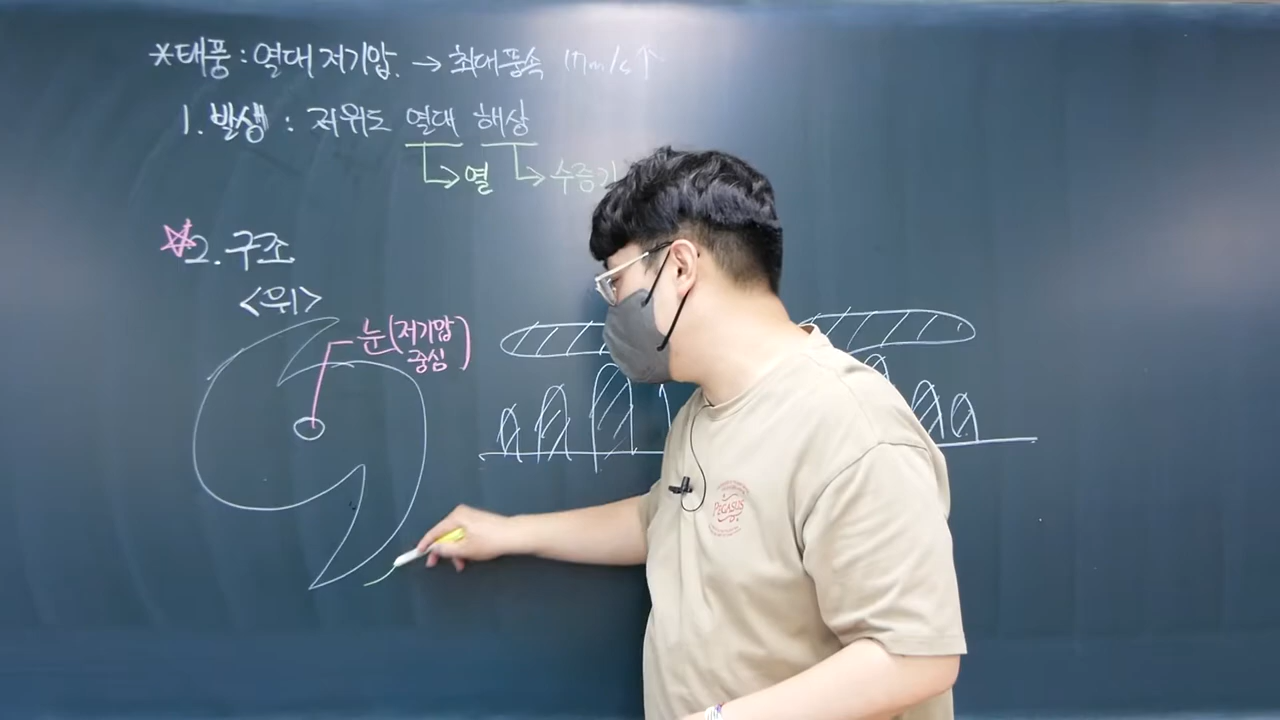 *태풍 : 열대 저기압. → 최대풍속 17m/s↑
1. 발생 : 저위도 열대 해상
→열 →수증기
☆2. 구조
<위>
눈(저기압
중심)
PEGASUS